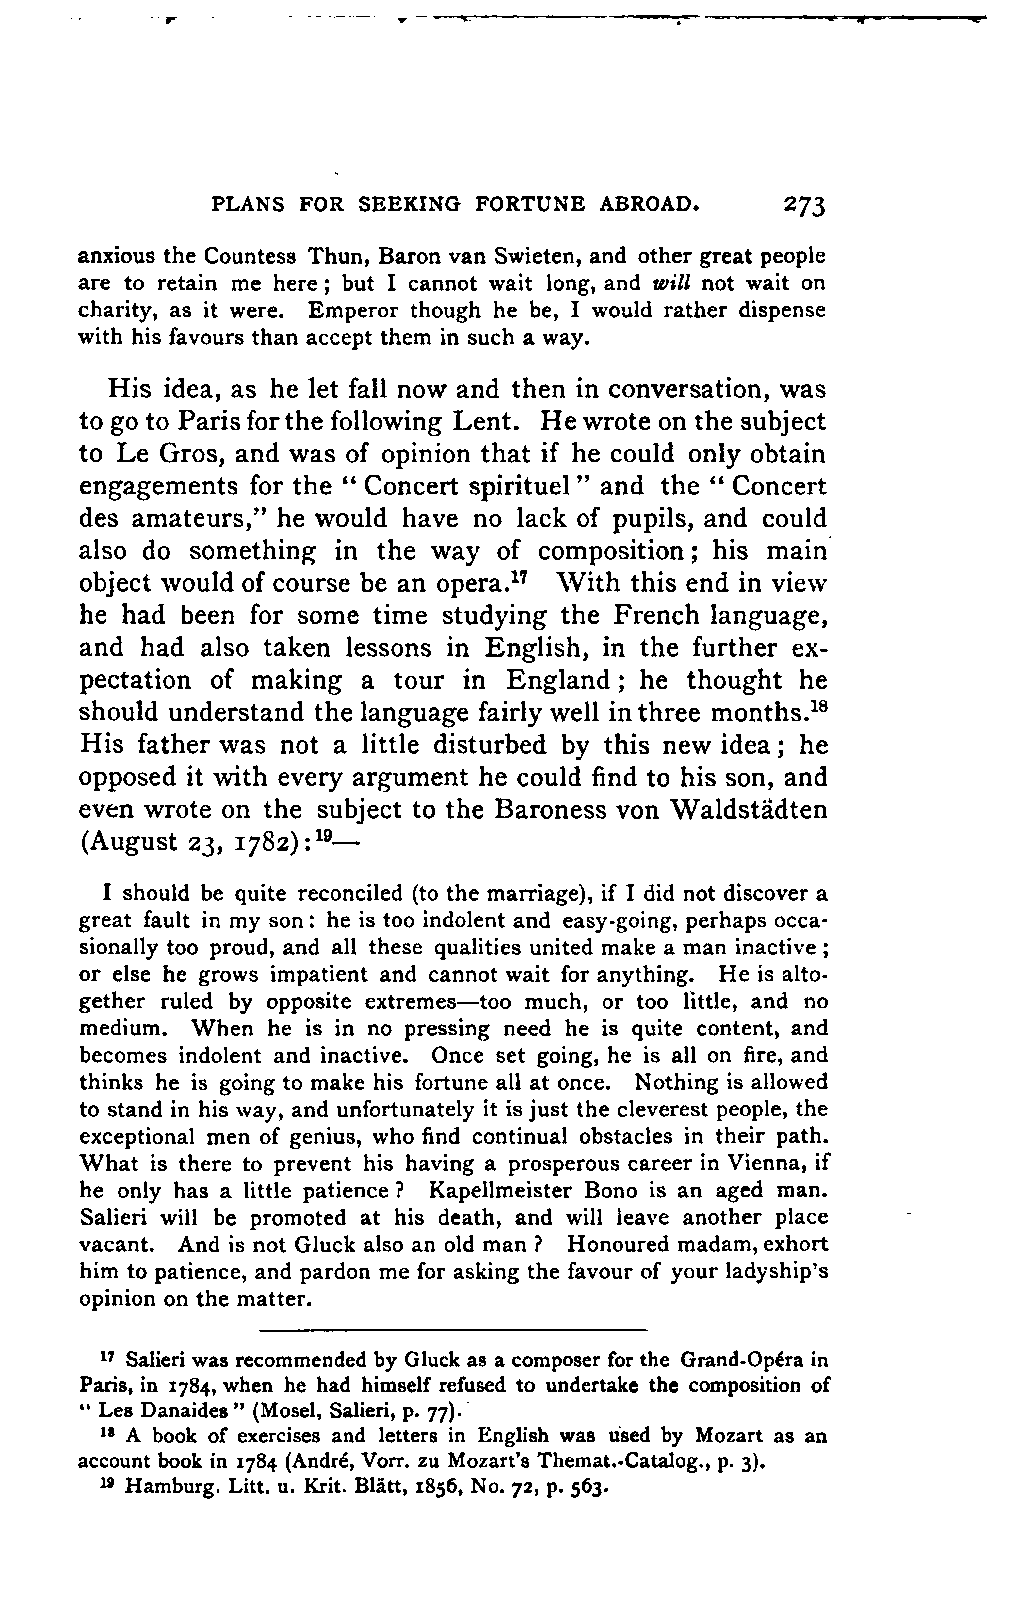 PLANS FOR SEEKING FORTUNE ABROAD. 273
anxious the Countess Thun, Baron van Swieten, and other great people
are to retain me here; but I cannot wait long, and will not wait on
charity, as it were. Emperor though he be, I would rather dispense
with his favours than accept them in such a way.
His idea, as he let fall now and then in conversation, was
to go to Paris for the following Lent. He wrote on the subject
to Le Gros, and was of opinion that if he could only obtain
engagements for the “Concert spirituel” and the “Concert
des amateurs,” he would have no lack of pupils, and could
also do something in the way of composition; his main
object would of course be an opera.¹⁷ With this end in view
he had been for some time studying the French language,
and had also taken lessons in English, in the further ex-
pectation of making a tour in England; he thought he
should understand the language fairly well in three months.¹⁸
His father was not a little disturbed by this new idea; he
opposed it with every argument he could find to his son, and
even wrote on the subject to the Baroness von Waldstädten
(August 23, 1782):¹⁹—
I should be quite reconciled (to the marriage), if I did not discover a
great fault in my son: he is too indolent and easy-going, perhaps occa-
sionally too proud, and all these qualities united make a man inactive;
or else he grows impatient and cannot wait for anything. He is alto-
gether ruled by opposite extremes—too much, or too little, and no
medium. When he is in no pressing need he is quite content, and
becomes indolent and inactive. Once set going, he is all on fire, and
thinks he is going to make his fortune all at once. Nothing is allowed
to stand in his way, and unfortunately it is just the cleverest people, the
exceptional men of genius, who find continual obstacles in their path.
What is there to prevent his having a prosperous career in Vienna, if
he only has a little patience? Kapellmeister Bono is an aged man.
Salieri will be promoted at his death, and will leave another place
vacant. And is not Gluck also an old man? Honoured madam, exhort
him to patience, and pardon me for asking the favour of your ladyship's
opinion on the matter.
¹⁷ Salieri was recommended by Gluck as a composer for the Grand-Opéra in
Paris, in 1784, when he had himself refused to undertake the composition of
“Les Danaides” (Mosel, Salieri, p. 77).
¹⁸ A book of exercises and letters in English was used by Mozart as an
account book in 1784 (André, Vorr. zu Mozart's Themat.-Catalog., p. 3).
¹⁹ Hamburg. Litt. u. Krit. Blätt, 1856, No. 72, p. 563.